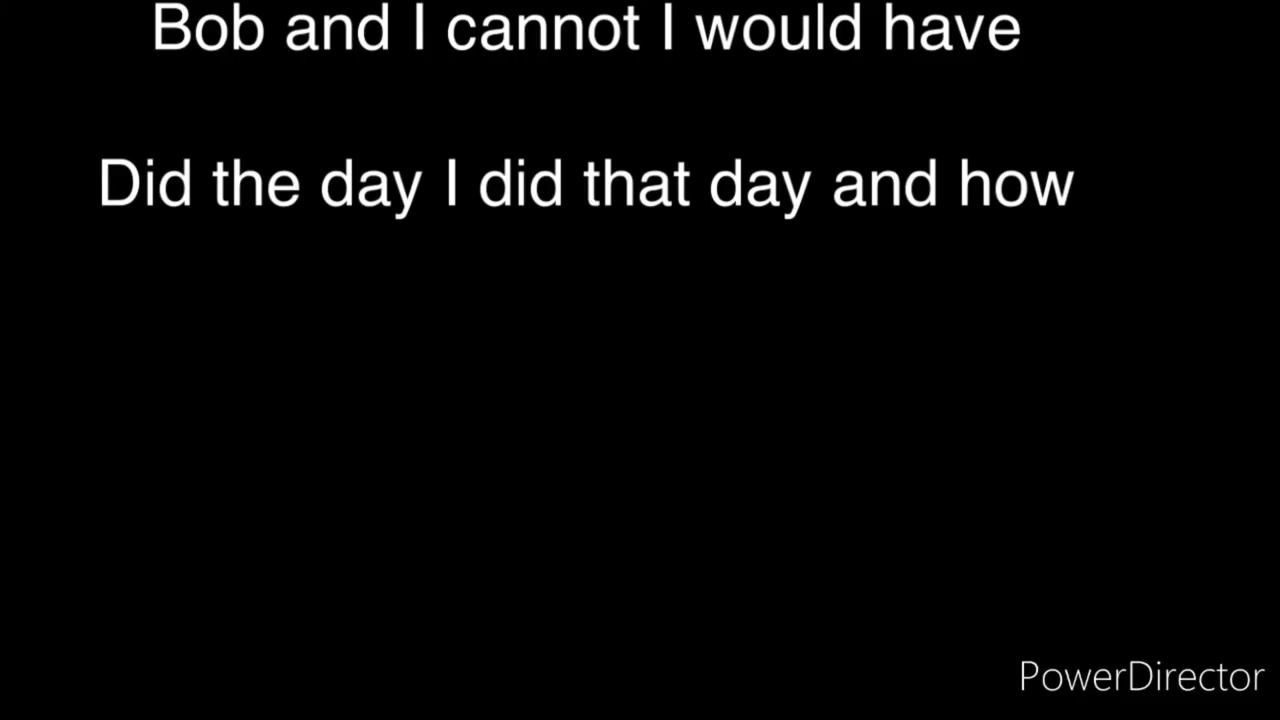 Bob and I cannot I would have
Did the day I did that day and how
PowerDirector